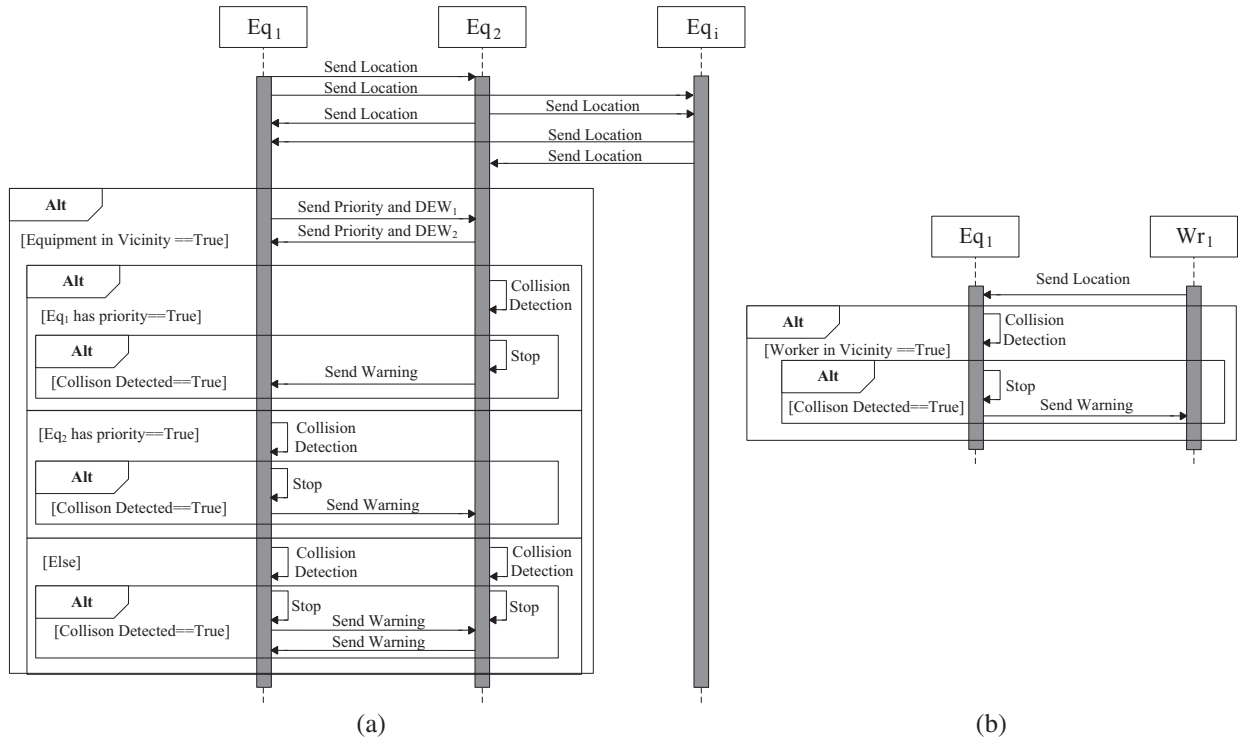 Eq1
Eq2
Eqi
Send Location
Send Location
Send Location
Send Location
Send Location
Send Location
Alt
[Equipment in Vicinity ==True]
Send Priority and DEW1
Send Priority and DEW2
Alt
[Eq1 has priority==True]
Collision
Detection
Alt
[Collison Detected==True]
Stop
Send Warning
[Eq2 has priority==True]
Collision
Detection
Alt
[Collison Detected==True]
Stop
Send Warning
[Else]
Collision
Detection
Collision
Detection
Alt
[Collison Detected==True]
Stop
Stop
Send Warning
Send Warning
(a)
Eq1
Wr1
Send Location
Alt
[Worker in Vicinity ==True]
Collision
Detection
Alt
[Collison Detected==True]
Stop
Send Warning
(b)